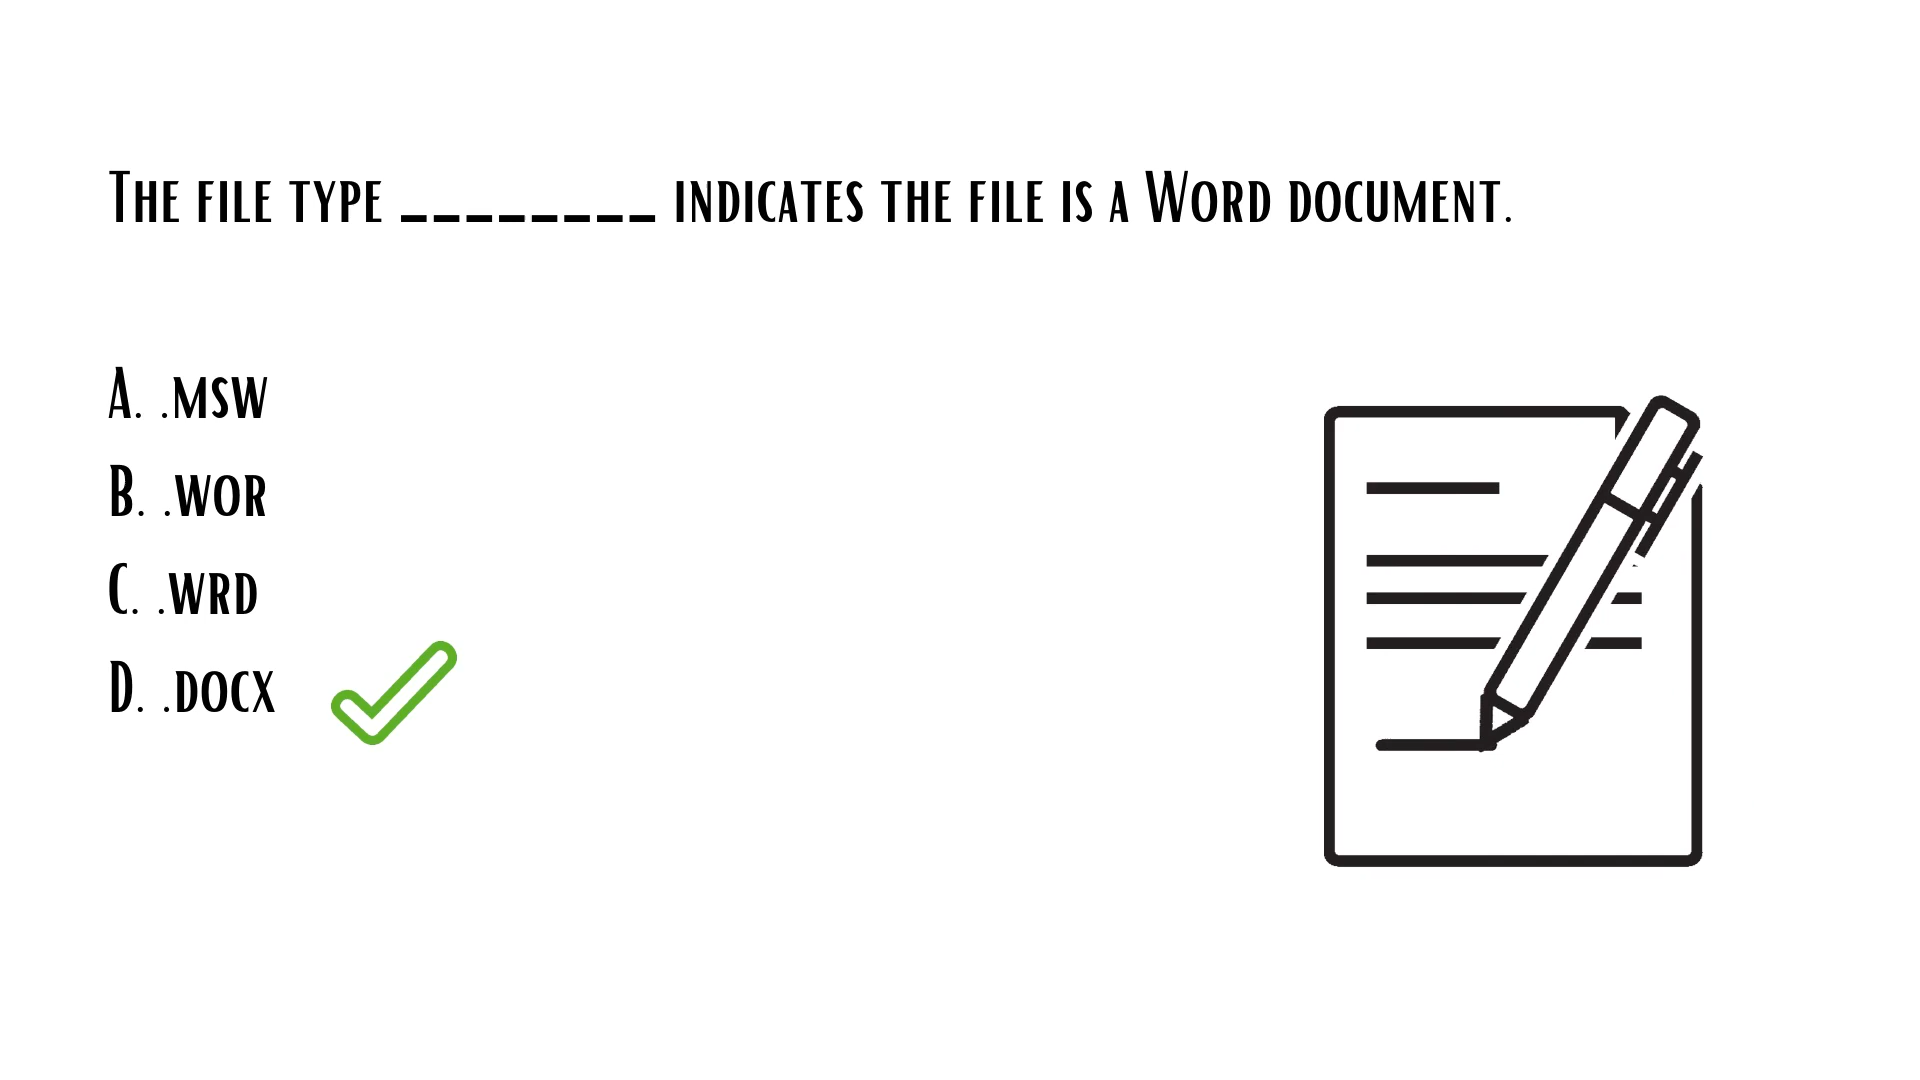 The file type ________ indicates the file is a Word document.
A. .msw
B. .wor
C. .wrd
D. .docx